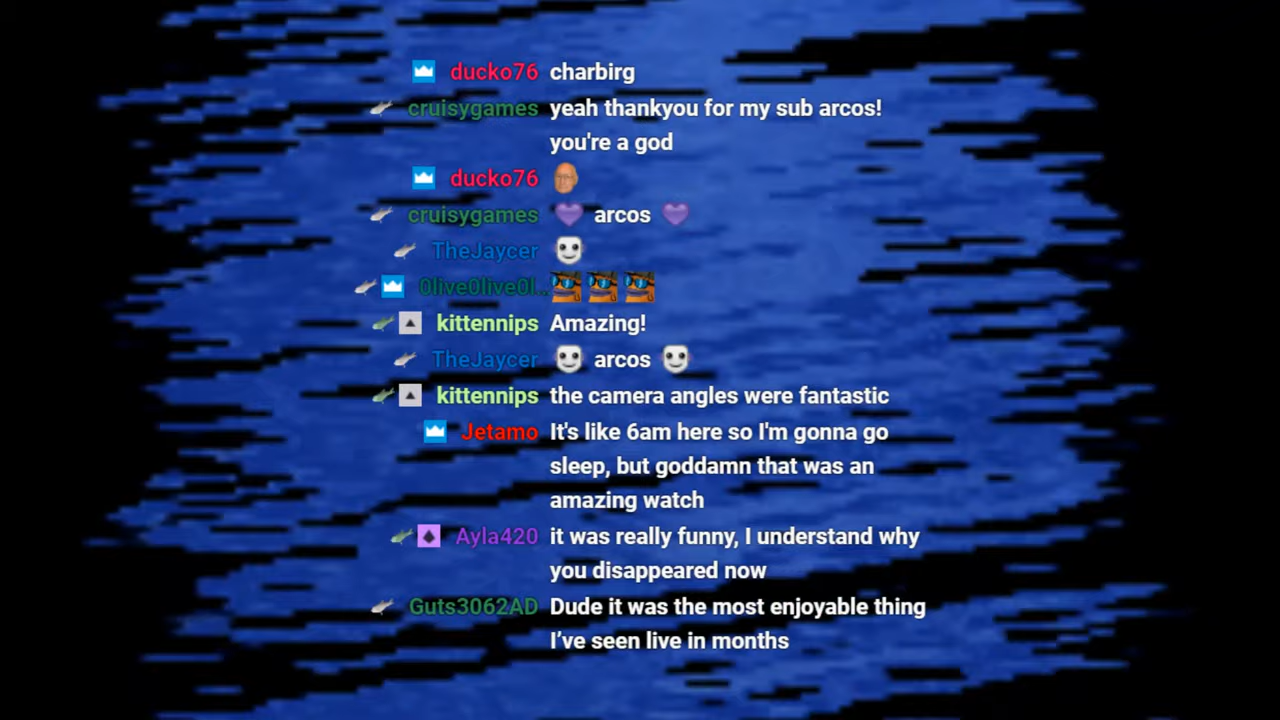 ducko76 charbirg
cruisygames yeah thankyou for my sub arcos!
you're a god
ducko76
cruisygames arcos
TheJaycer
0live0live0l...
kittennips Amazing!
TheJaycer arcos
kittennips the camera angles were fantastic
Jetamo It's like 6am here so I'm gonna go
sleep, but goddamn that was an
amazing watch
Ayla420 it was really funny, I understand why
you disappeared now
Guts3062AD Dude it was the most enjoyable thing
I’ve seen live in months